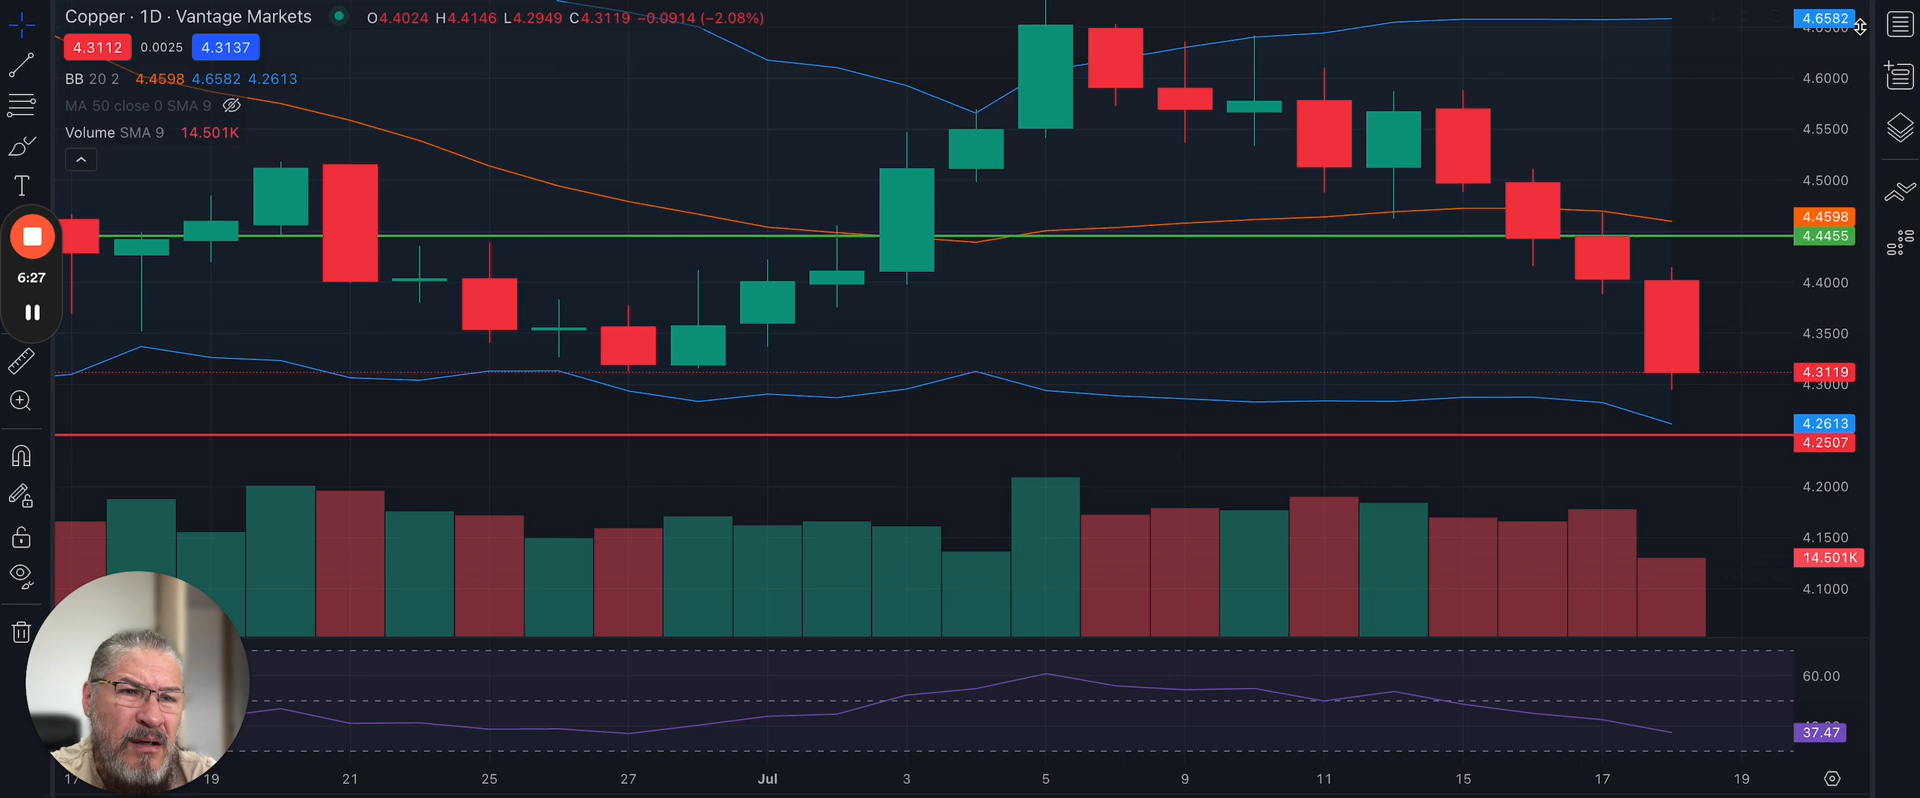 Copper · 1D · Vantage Markets O4.4024 H4.4146 L4.2949 C4.3119 −0.0914 (−2.08%)
4.3112 0.0025 4.3137
BB 20 2 4.4598 4.6582 4.2613
MA 50 close 0 SMA 9
Volume SMA 9 14.501K
T
6:27
4.6582
4.6000
4.5500
4.5000
4.4598
4.4455
4.4000
4.3500
4.3119
4.3000
4.2613
4.2507
4.2000
4.1500
14.501K
4.1000
60.00
37.47
17 19 21 25 27 Jul 3 5 9 11 15 17 19